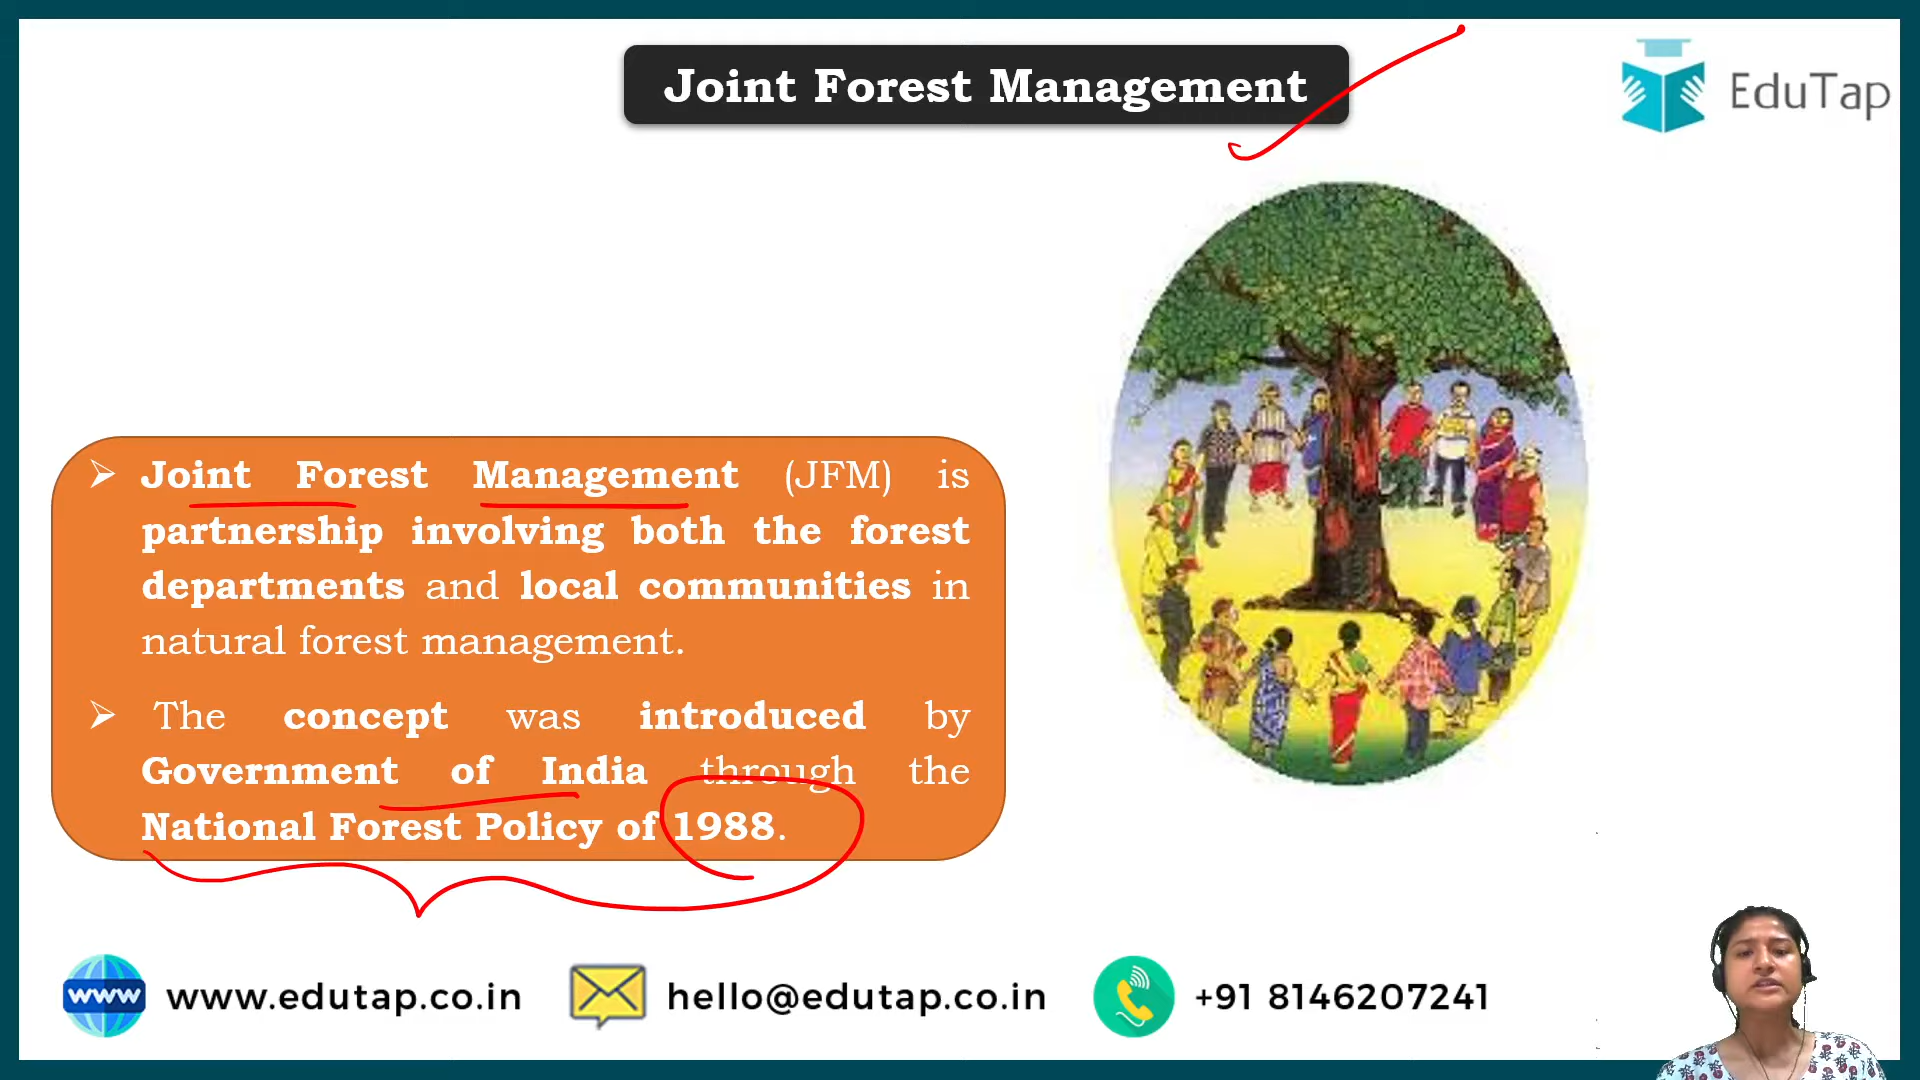 Joint Forest Management
EduTap
➢ Joint Forest Management (JFM) is
partnership involving both the forest
departments and local communities in
natural forest management.
➢ The concept was introduced by
Government of India through the
National Forest Policy of 1988.
www
www.edutap.co.in
hello@edutap.co.in
+91 8146207241